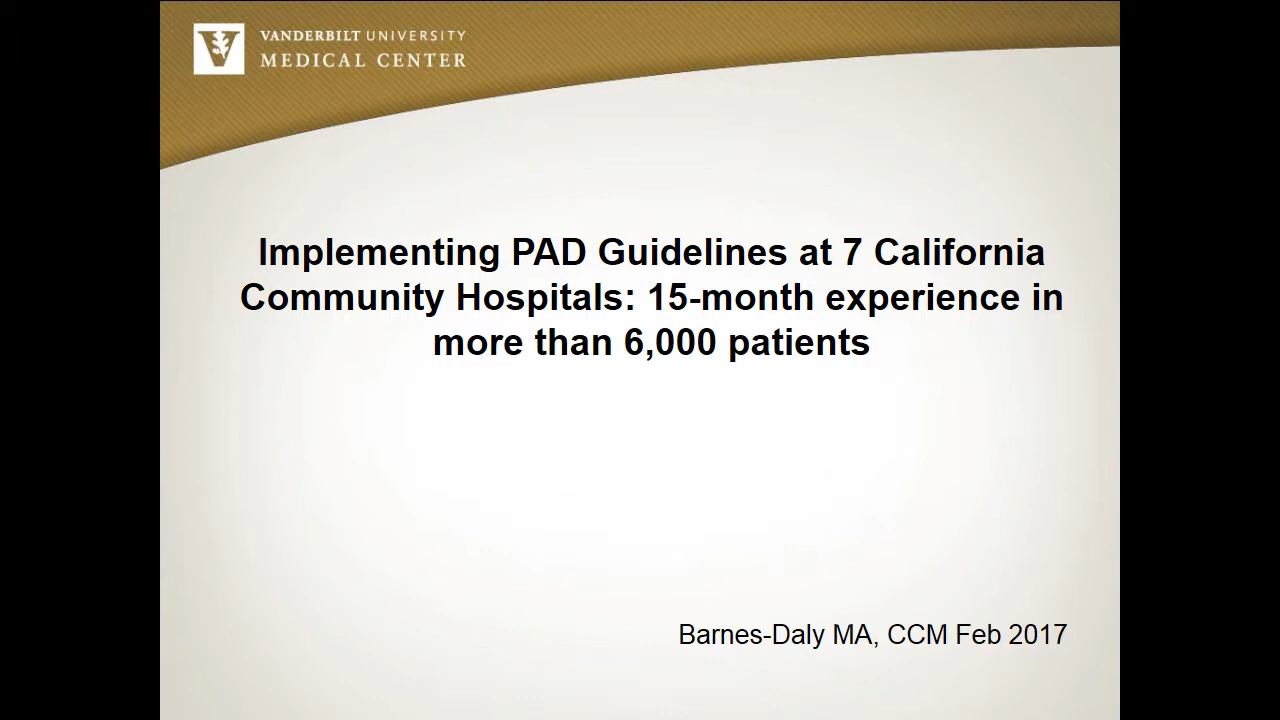 VANDERBILT UNIVERSITY
MEDICAL CENTER
Implementing PAD Guidelines at 7 California
Community Hospitals: 15-month experience in
more than 6,000 patients
Barnes-Daly MA, CCM Feb 2017